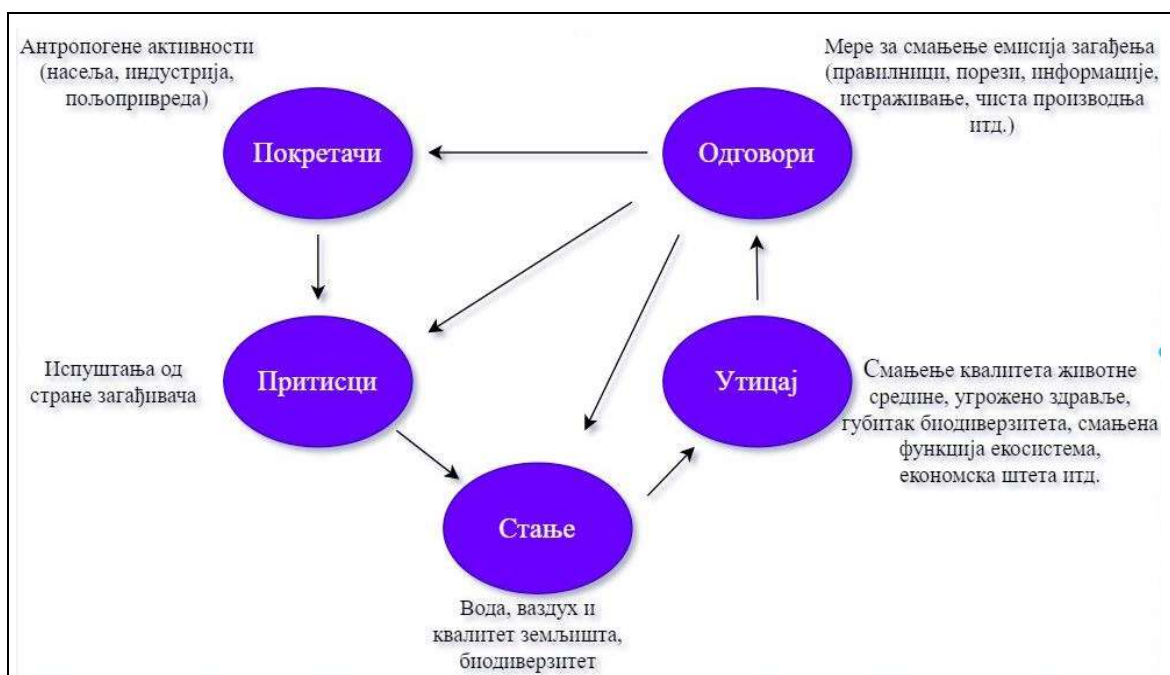 Антропогене активности
(насеља, индустрија,
пољопривреда)
Мере за смањење емисија загађења
(правилници, порези, информације,
истраживање, чиста производња
итд.)
Покретачи
Одговори
Испуштања од
стране загађивача
Притисци
Утицај
Смањење квалитета животне
средине, угрожено здравље,
губитак биодиверзитета, смањена
функција екосистема,
економска штета итд.
Стање
Вода, ваздух и
квалитет земљишта,
биодиверзитет